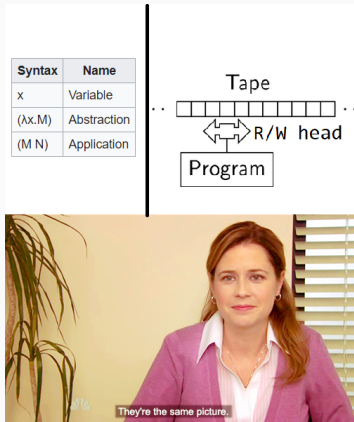 Syntax Name
x Variable
(λx.M) Abstraction
(M N) Application
Tape
R/W head
Program
They're the same picture.